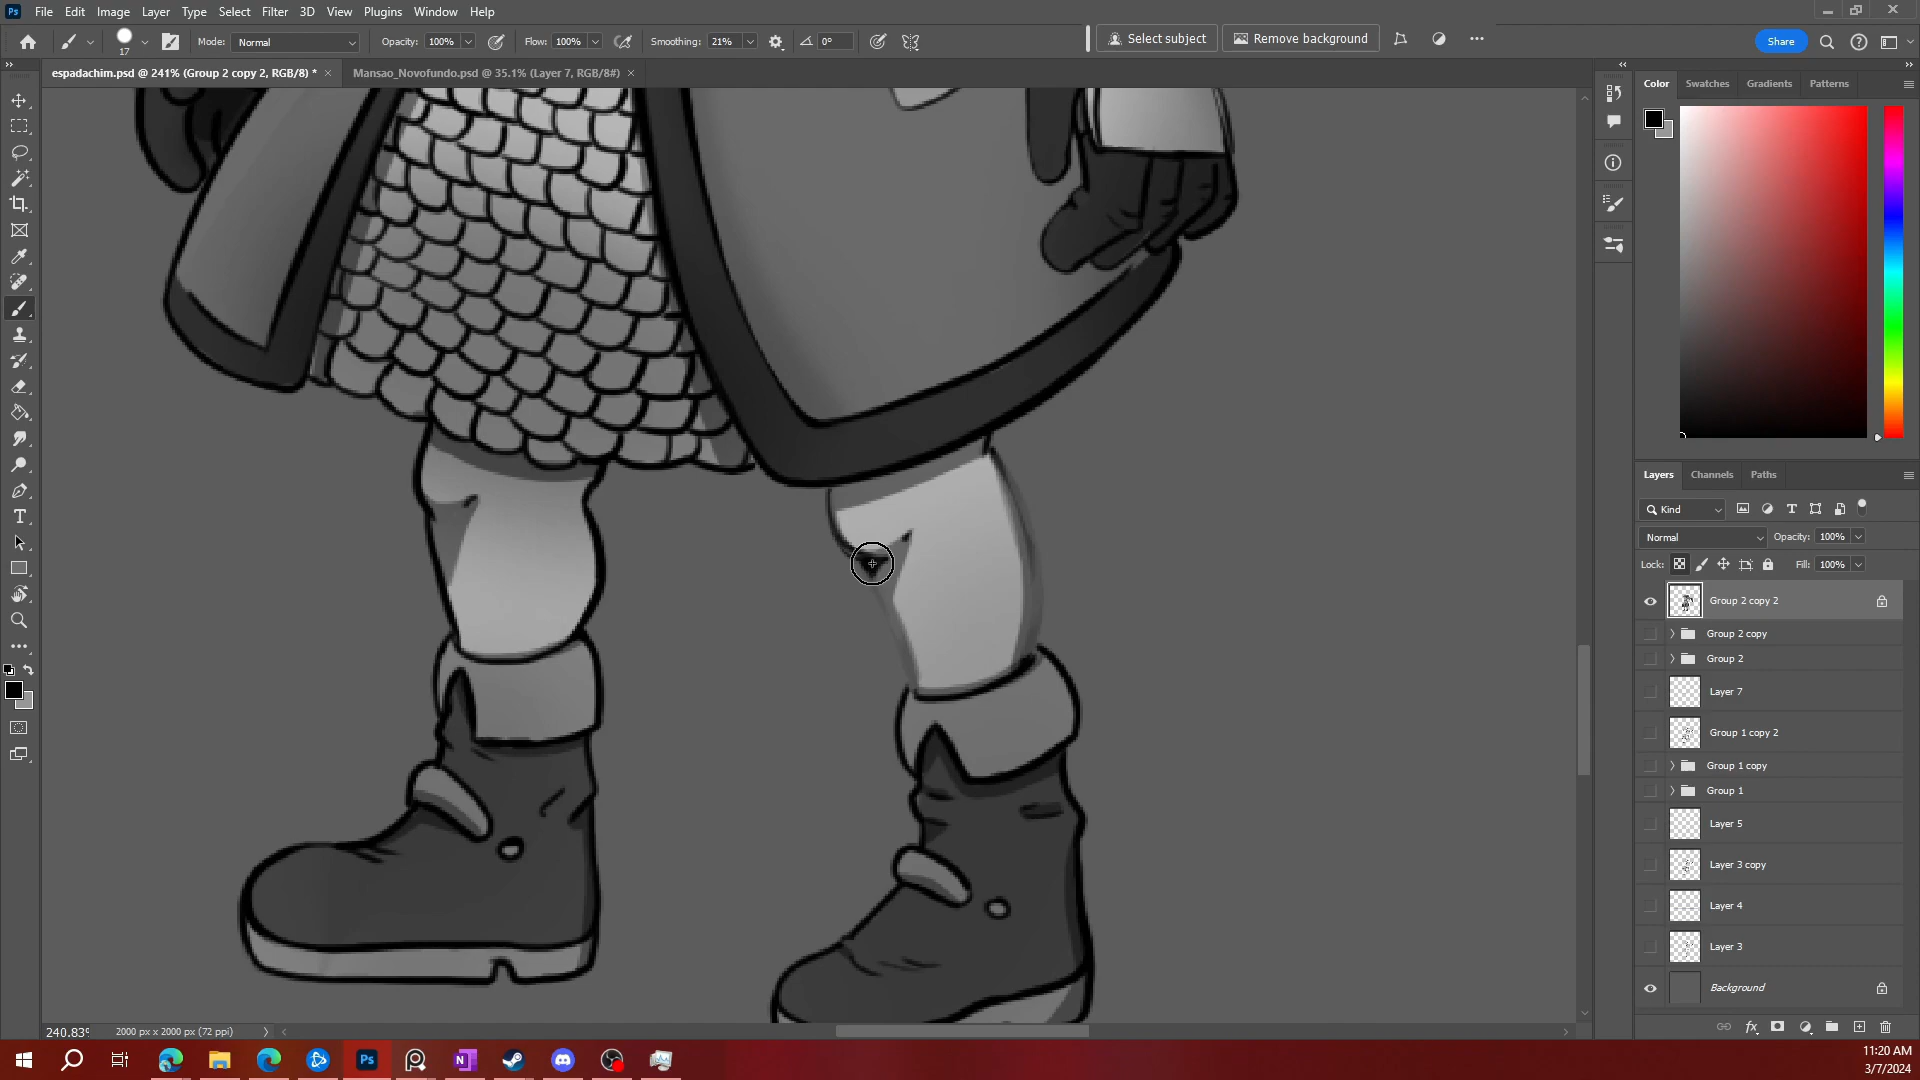 Ps File Edit Image Layer Type Select Filter 3D View Plugins Window Help
17 Mode: Normal Opacity: 100% Flow: 100% Smoothing: 21% 0° Select subject Remove background Share
espadachim.psd @ 241% (Group 2 copy 2, RGB/8) * × Mansao_Novofundo.psd @ 35.1% (Layer 7, RGB/8#) ×
Color Swatches Gradients Patterns
Layers Channels Paths
Kind
Normal Opacity: 100%
Lock: Fill: 100%
Group 2 copy 2
Group 2 copy
Group 2
Layer 7
Group 1 copy 2
Group 1 copy
Group 1
Layer 5
Layer 3 copy
Layer 4
Layer 3
Background
240.83% 2000 px x 2000 px (72 ppi)
Ps N
11:20 AM
3/7/2024